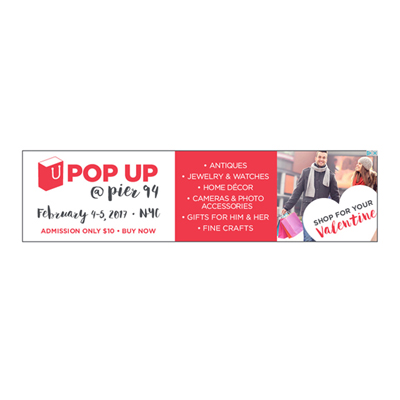 U POP UP
@ pier 94
February 4-5, 2017 • NYC
ADMISSION ONLY $10 • BUY NOW
• ANTIQUES
• JEWELRY & WATCHES
• HOME DÉCOR
• CAMERAS & PHOTO
ACCESSORIES
• GIFTS FOR HIM & HER
• FINE CRAFTS
SHOP FOR YOUR
Valentine